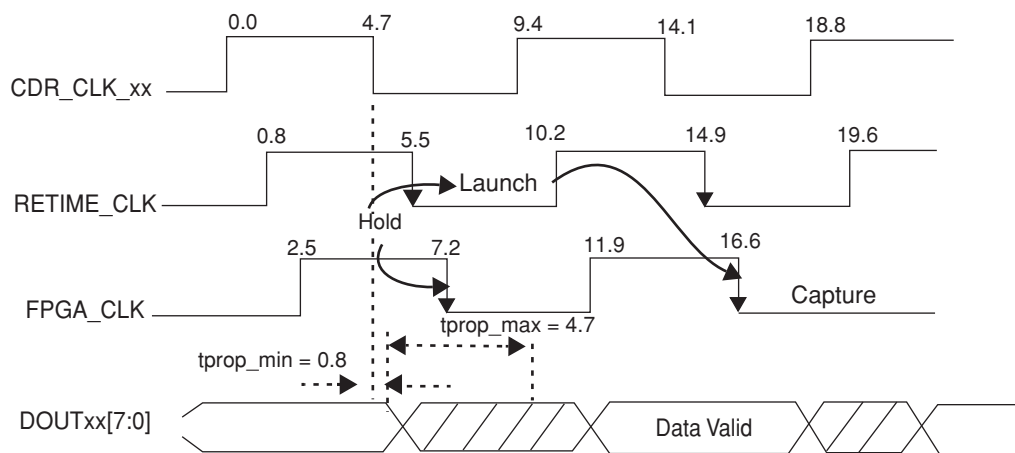 0.0 4.7 9.4 14.1 18.8
CDR_CLK_xx
0.8 5.5 10.2 14.9 19.6
RETIME_CLK
Launch
Hold
2.5 7.2 11.9 16.6
FPGA_CLK
Capture
tprop_max = 4.7
tprop_min = 0.8
DOUTxx[7:0]
Data Valid